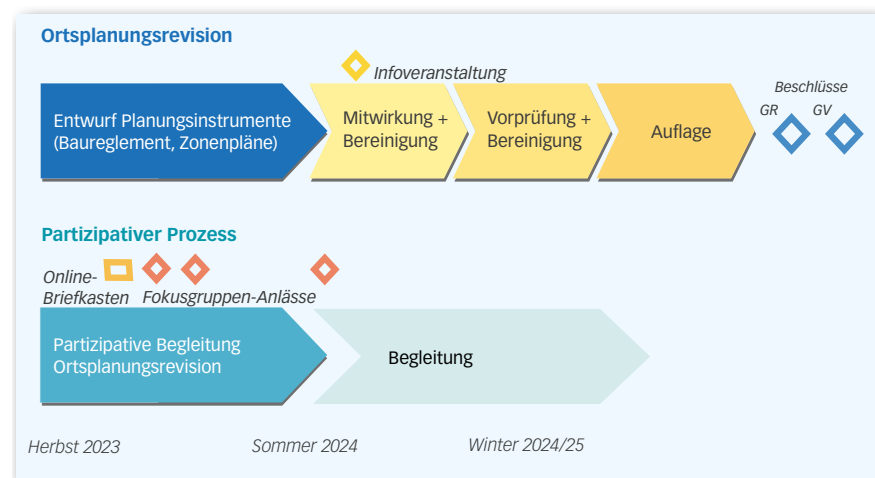 Ortsplanungsrevision
Infoveranstaltung
Beschlüsse
GR GV
Entwurf Planungsinstrumente
(Baureglement, Zonenpläne)
Mitwirkung +
Bereinigung
Vorprüfung +
Bereinigung
Auflage
Partizipativer Prozess
Online-
Briefkasten
Fokusgruppen-Anlässe
Partizipative Begleitung
Ortsplanungsrevision
Begleitung
Herbst 2023
Sommer 2024
Winter 2024/25